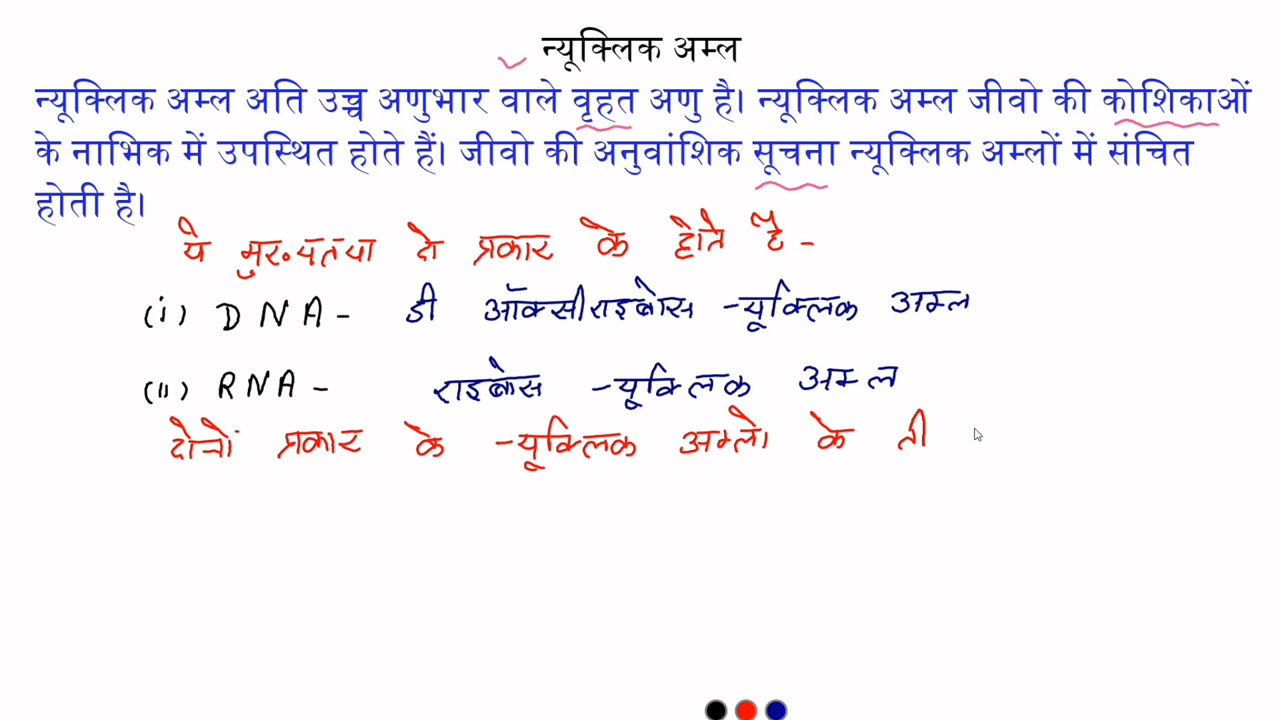 न्यूक्लिक अम्ल
न्यूक्लिक अम्ल अति उच्च अणुभार वाले वृहत अणु है। न्यूक्लिक अम्ल जीवो की कोशिकाओं
के नाभिक में उपस्थित होते हैं। जीवो की अनुवांशिक सूचना न्यूक्लिक अम्लों में संचित
होती है।
ये मुख्यतया दो प्रकार के होते है -
(i) DNA - डी ऑक्सीराइबोस न्यूक्लिक अम्ल
(ii) RNA - राइबोस न्यूक्लिक अम्ल
दोनों प्रकार के न्यूक्लिक अम्लो के ती